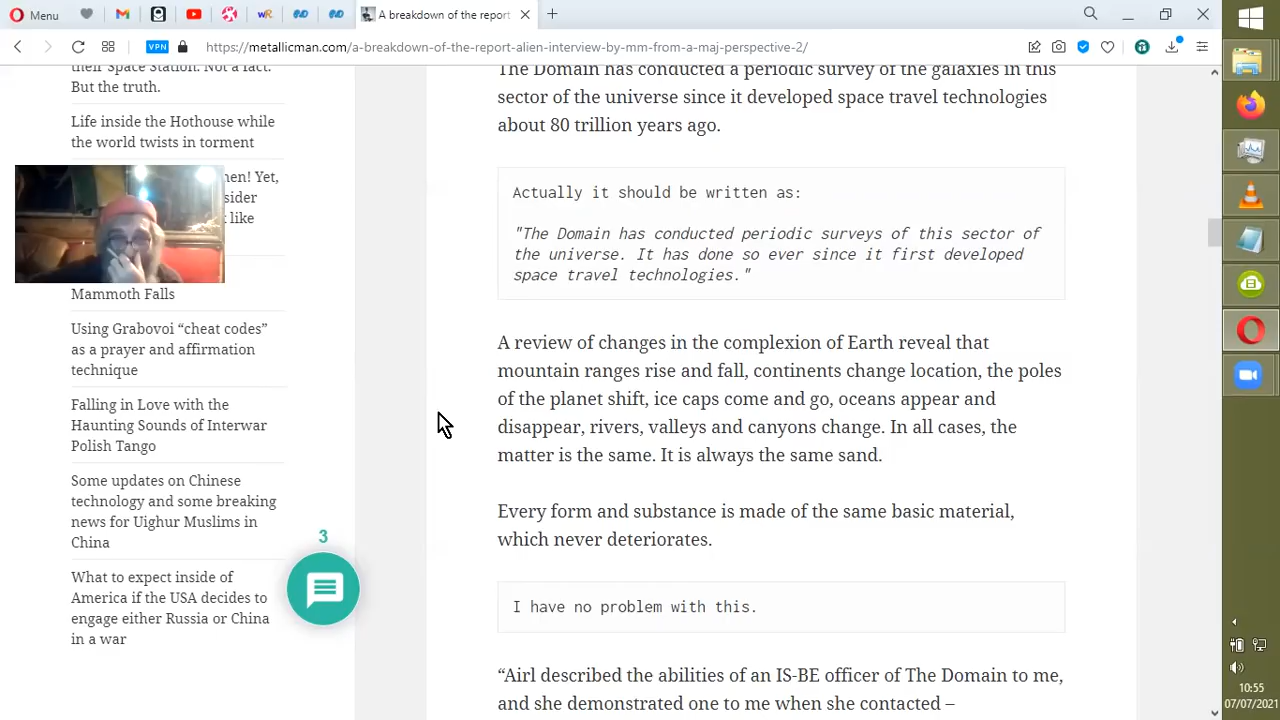 Menu
A breakdown of the report
VPN
https://metallicman.com/a-breakdown-of-the-report-alien-interview-by-mm-from-a-maj-perspective-2/
their Space Station. Not a fact.
But the truth.
Life inside the Hothouse while
the world twists in torment
men! Yet,
sider
like
Mammoth Falls
Using Grabovoi “cheat codes”
as a prayer and affirmation
technique
Falling in Love with the
Haunting Sounds of Interwar
Polish Tango
Some updates on Chinese
technology and some breaking
news for Uighur Muslims in
China
What to expect inside of
America if the USA decides to
engage either Russia or China
in a war
3
The Domain has conducted a periodic survey of the galaxies in this
sector of the universe since it developed space travel technologies
about 80 trillion years ago.
Actually it should be written as:
"The Domain has conducted periodic surveys of this sector of
the universe. It has done so ever since it first developed
space travel technologies."
A review of changes in the complexion of Earth reveal that
mountain ranges rise and fall, continents change location, the poles
of the planet shift, ice caps come and go, oceans appear and
disappear, rivers, valleys and canyons change. In all cases, the
matter is the same. It is always the same sand.
Every form and substance is made of the same basic material,
which never deteriorates.
I have no problem with this.
“Airl described the abilities of an IS-BE officer of The Domain to me,
and she demonstrated one to me when she contacted –
10:55
07/07/2021